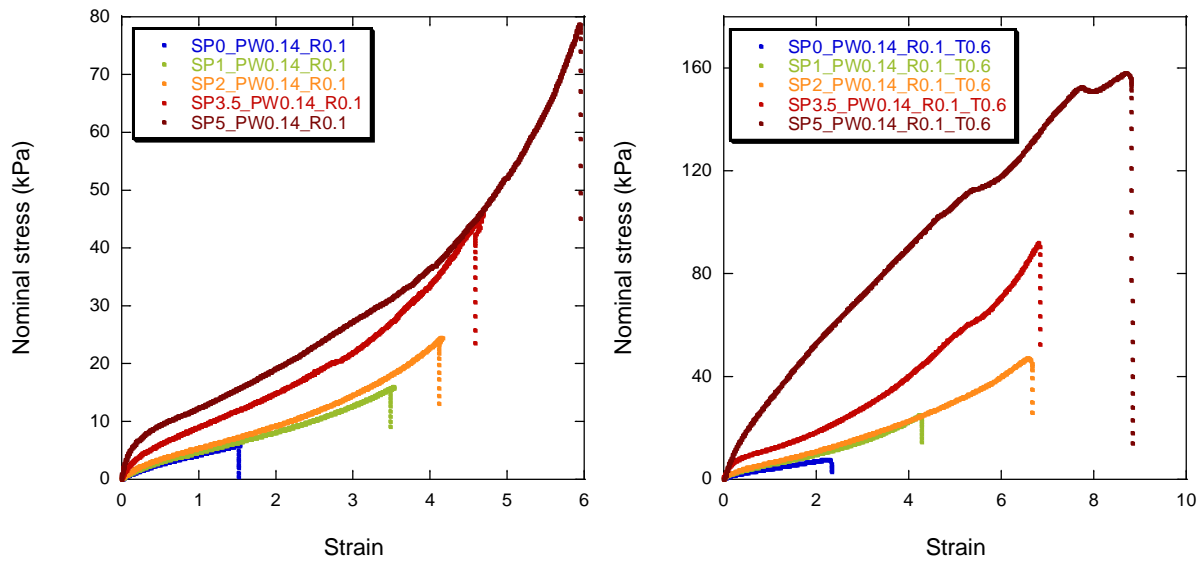 80
70
60
50
40
30
20
10
0
Nominal stress (kPa)
SP0_PW0.14_R0.1
SP1_PW0.14_R0.1
SP2_PW0.14_R0.1
SP3.5_PW0.14_R0.1
SP5_PW0.14_R0.1
0 1 2 3 4 5 6
Strain
160
120
80
40
0
Nominal stress (kPa)
SP0_PW0.14_R0.1_T0.6
SP1_PW0.14_R0.1_T0.6
SP2_PW0.14_R0.1_T0.6
SP3.5_PW0.14_R0.1_T0.6
SP5_PW0.14_R0.1_T0.6
0 2 4 6 8 10
Strain